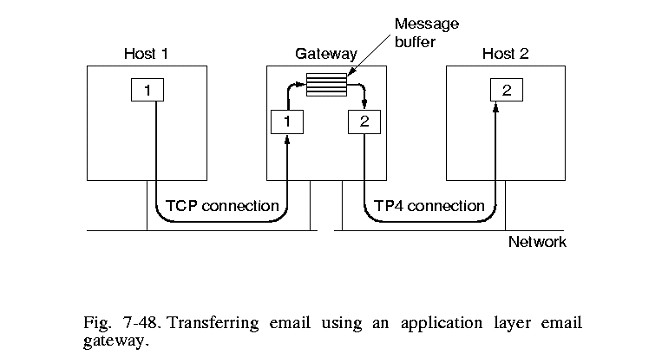 Message
buffer
Host 1
Gateway
Host 2
1
1
2
2
TCP connection
TP4 connection
Network
Fig. 7-48. Transferring email using an application layer email
gateway.